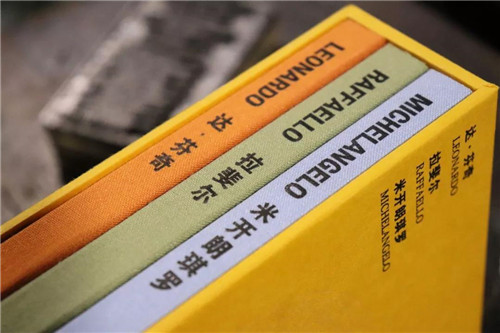 LEONARDO 达·芬奇
RAFFAELLO 拉斐尔
MICHELANGELO 米开朗琪罗
达·芬奇
LEONARDO
拉斐尔
RAFFAELLO
米开朗琪罗
MICHELANGELO